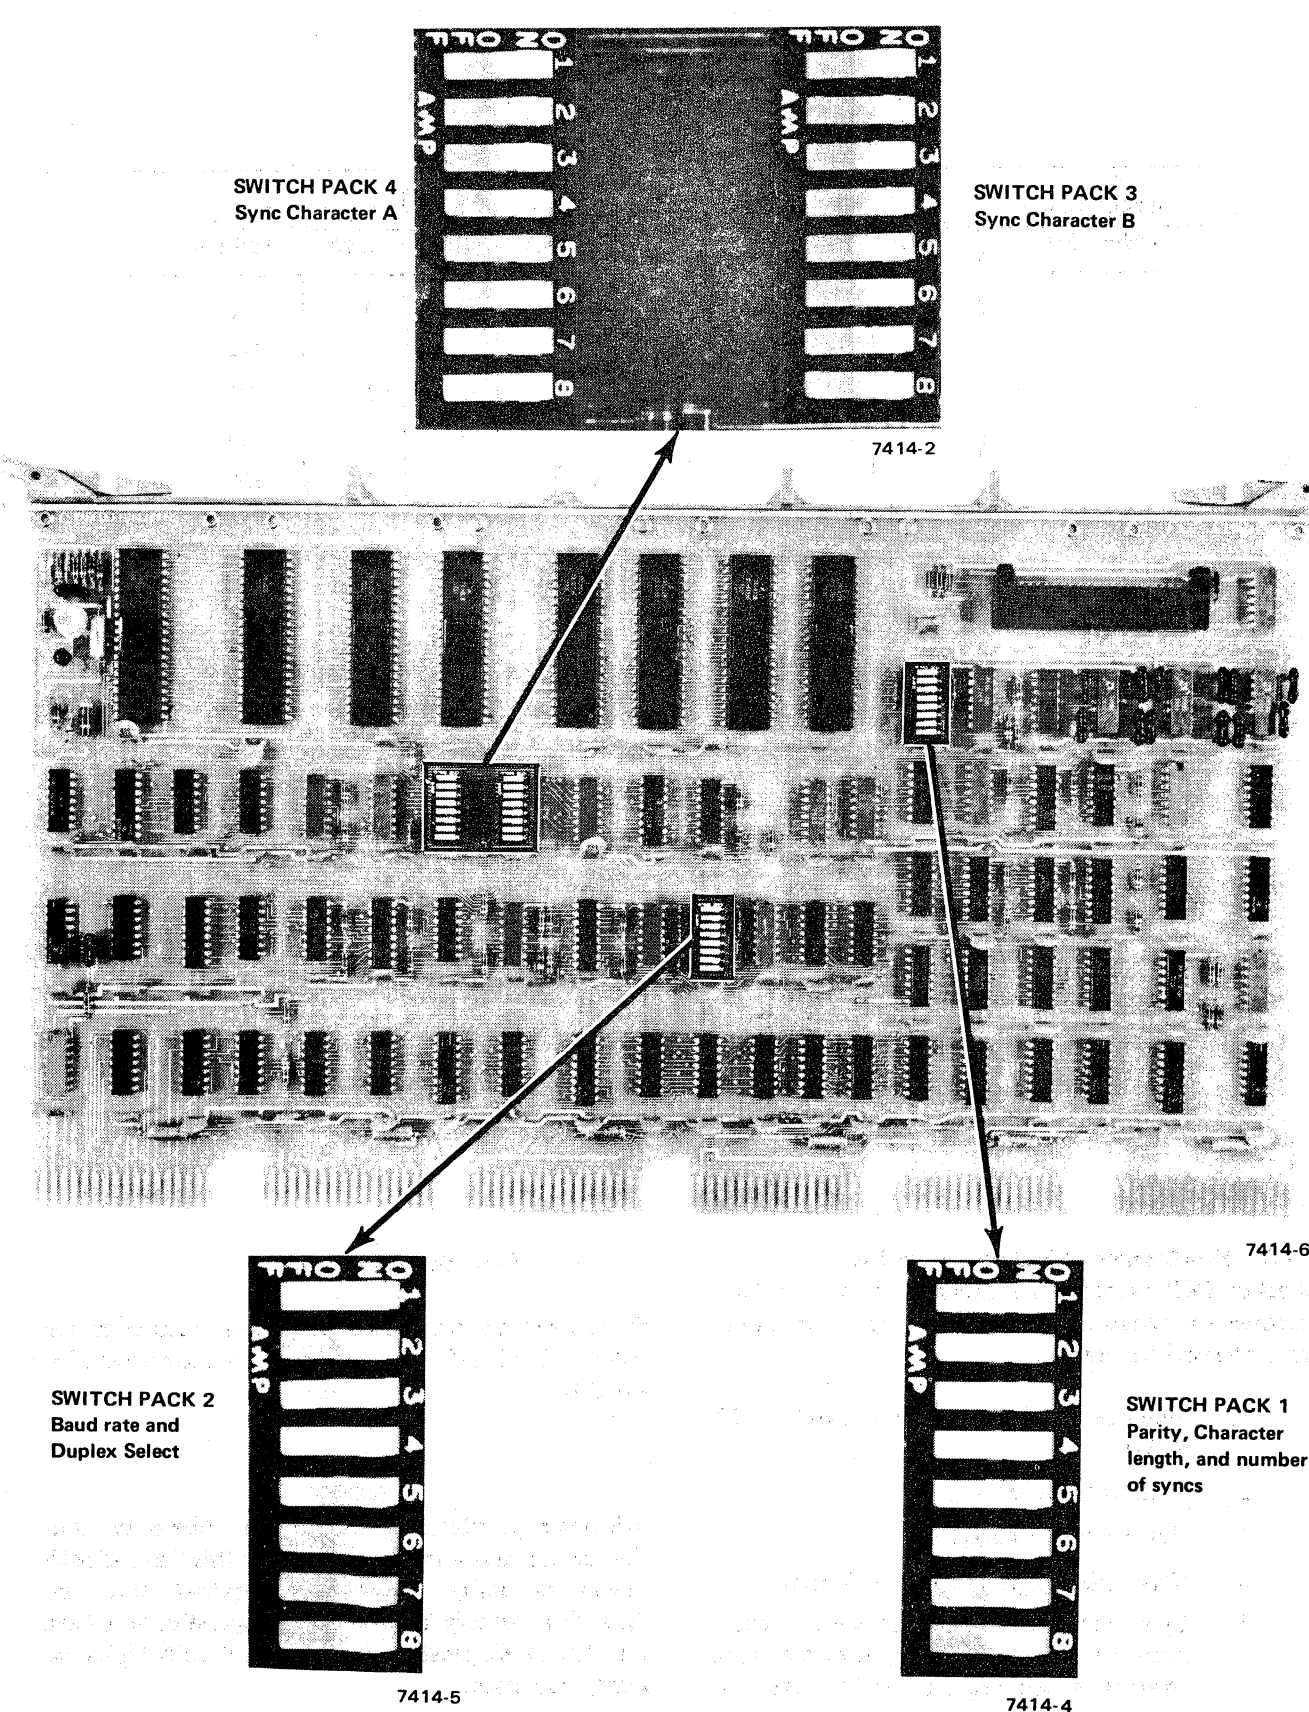 ON OFF
1
2
3
4
5
6
7
8
AMP
ON OFF
1
2
3
4
5
6
7
8
AMP
SWITCH PACK 4
Sync Character A
SWITCH PACK 3
Sync Character B
7414-2
7414-6
ON OFF
1
2
3
4
5
6
7
8
AMP
SWITCH PACK 2
Baud rate and
Duplex Select
7414-5
ON OFF
1
2
3
4
5
6
7
8
AMP
SWITCH PACK 1
Parity, Character
length, and number
of syncs
7414-4